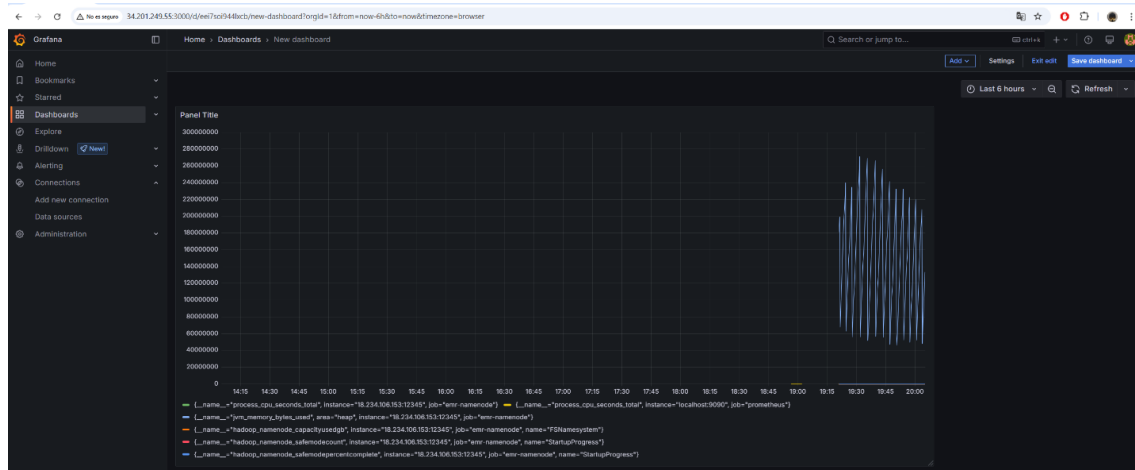 No es seguro 34.201.249.55:3000/d/eei7soi944lxcb/new-dashboard?orgId=1&from=now-6h&to=now&timezone=browser
Grafana
Home > Dashboards > New dashboard
Search or jump to...
ctrl+k
Home
Add
Settings
Exit edit
Save dashboard
Bookmarks
Starred
Last 6 hours
Refresh
Dashboards
Explore
Drilldown New!
Alerting
Connections
Add new connection
Data sources
Administration
Panel Title
300000000
280000000
260000000
240000000
220000000
200000000
180000000
160000000
140000000
120000000
100000000
80000000
60000000
40000000
20000000
0
14:15 14:30 14:45 15:00 15:15 15:30 15:45 16:00 16:15 16:30 16:45 17:00 17:15 17:30 17:45 18:00 18:15 18:30 18:45 19:00 19:15 19:30 19:45 20:00
{__name__="process_cpu_seconds_total", instance="18.234.106.153:12345", job="emr-namenode"} {__name__="process_cpu_seconds_total", instance="localhost:9090", job="prometheus"}
{__name__="jvm_memory_bytes_used", area="heap", instance="18.234.106.153:12345", job="emr-namenode"}
{__name__="hadoop_namenode_capacityusedgb", instance="18.234.106.153:12345", job="emr-namenode", name="FSNamesystem"}
{__name__="hadoop_namenode_safemodecount", instance="18.234.106.153:12345", job="emr-namenode", name="StartupProgress"}
{__name__="hadoop_namenode_safemodepercentcomplete", instance="18.234.106.153:12345", job="emr-namenode", name="StartupProgress"}